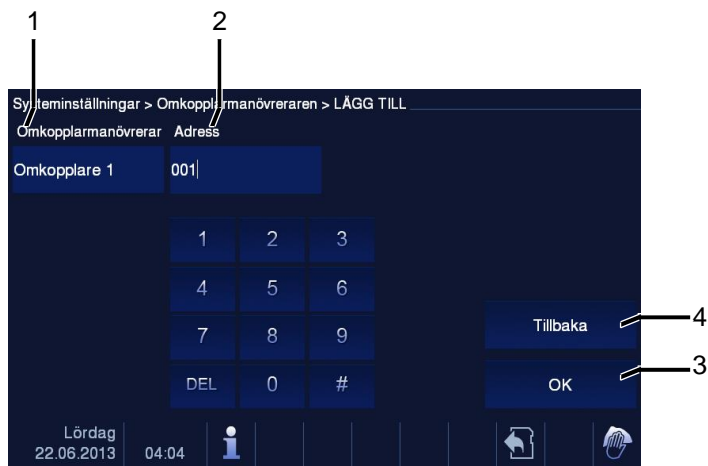 1 2
Systeminställningar > Omkopplarmanövreraren > LÄGG TILL
Omkopplarmanövrerar Adress
Omkopplare 1 001
1 2 3
4 5 6
7 8 9
Tillbaka 4
3
DEL 0 #
OK
Lördag
22.06.2013 04:04 i